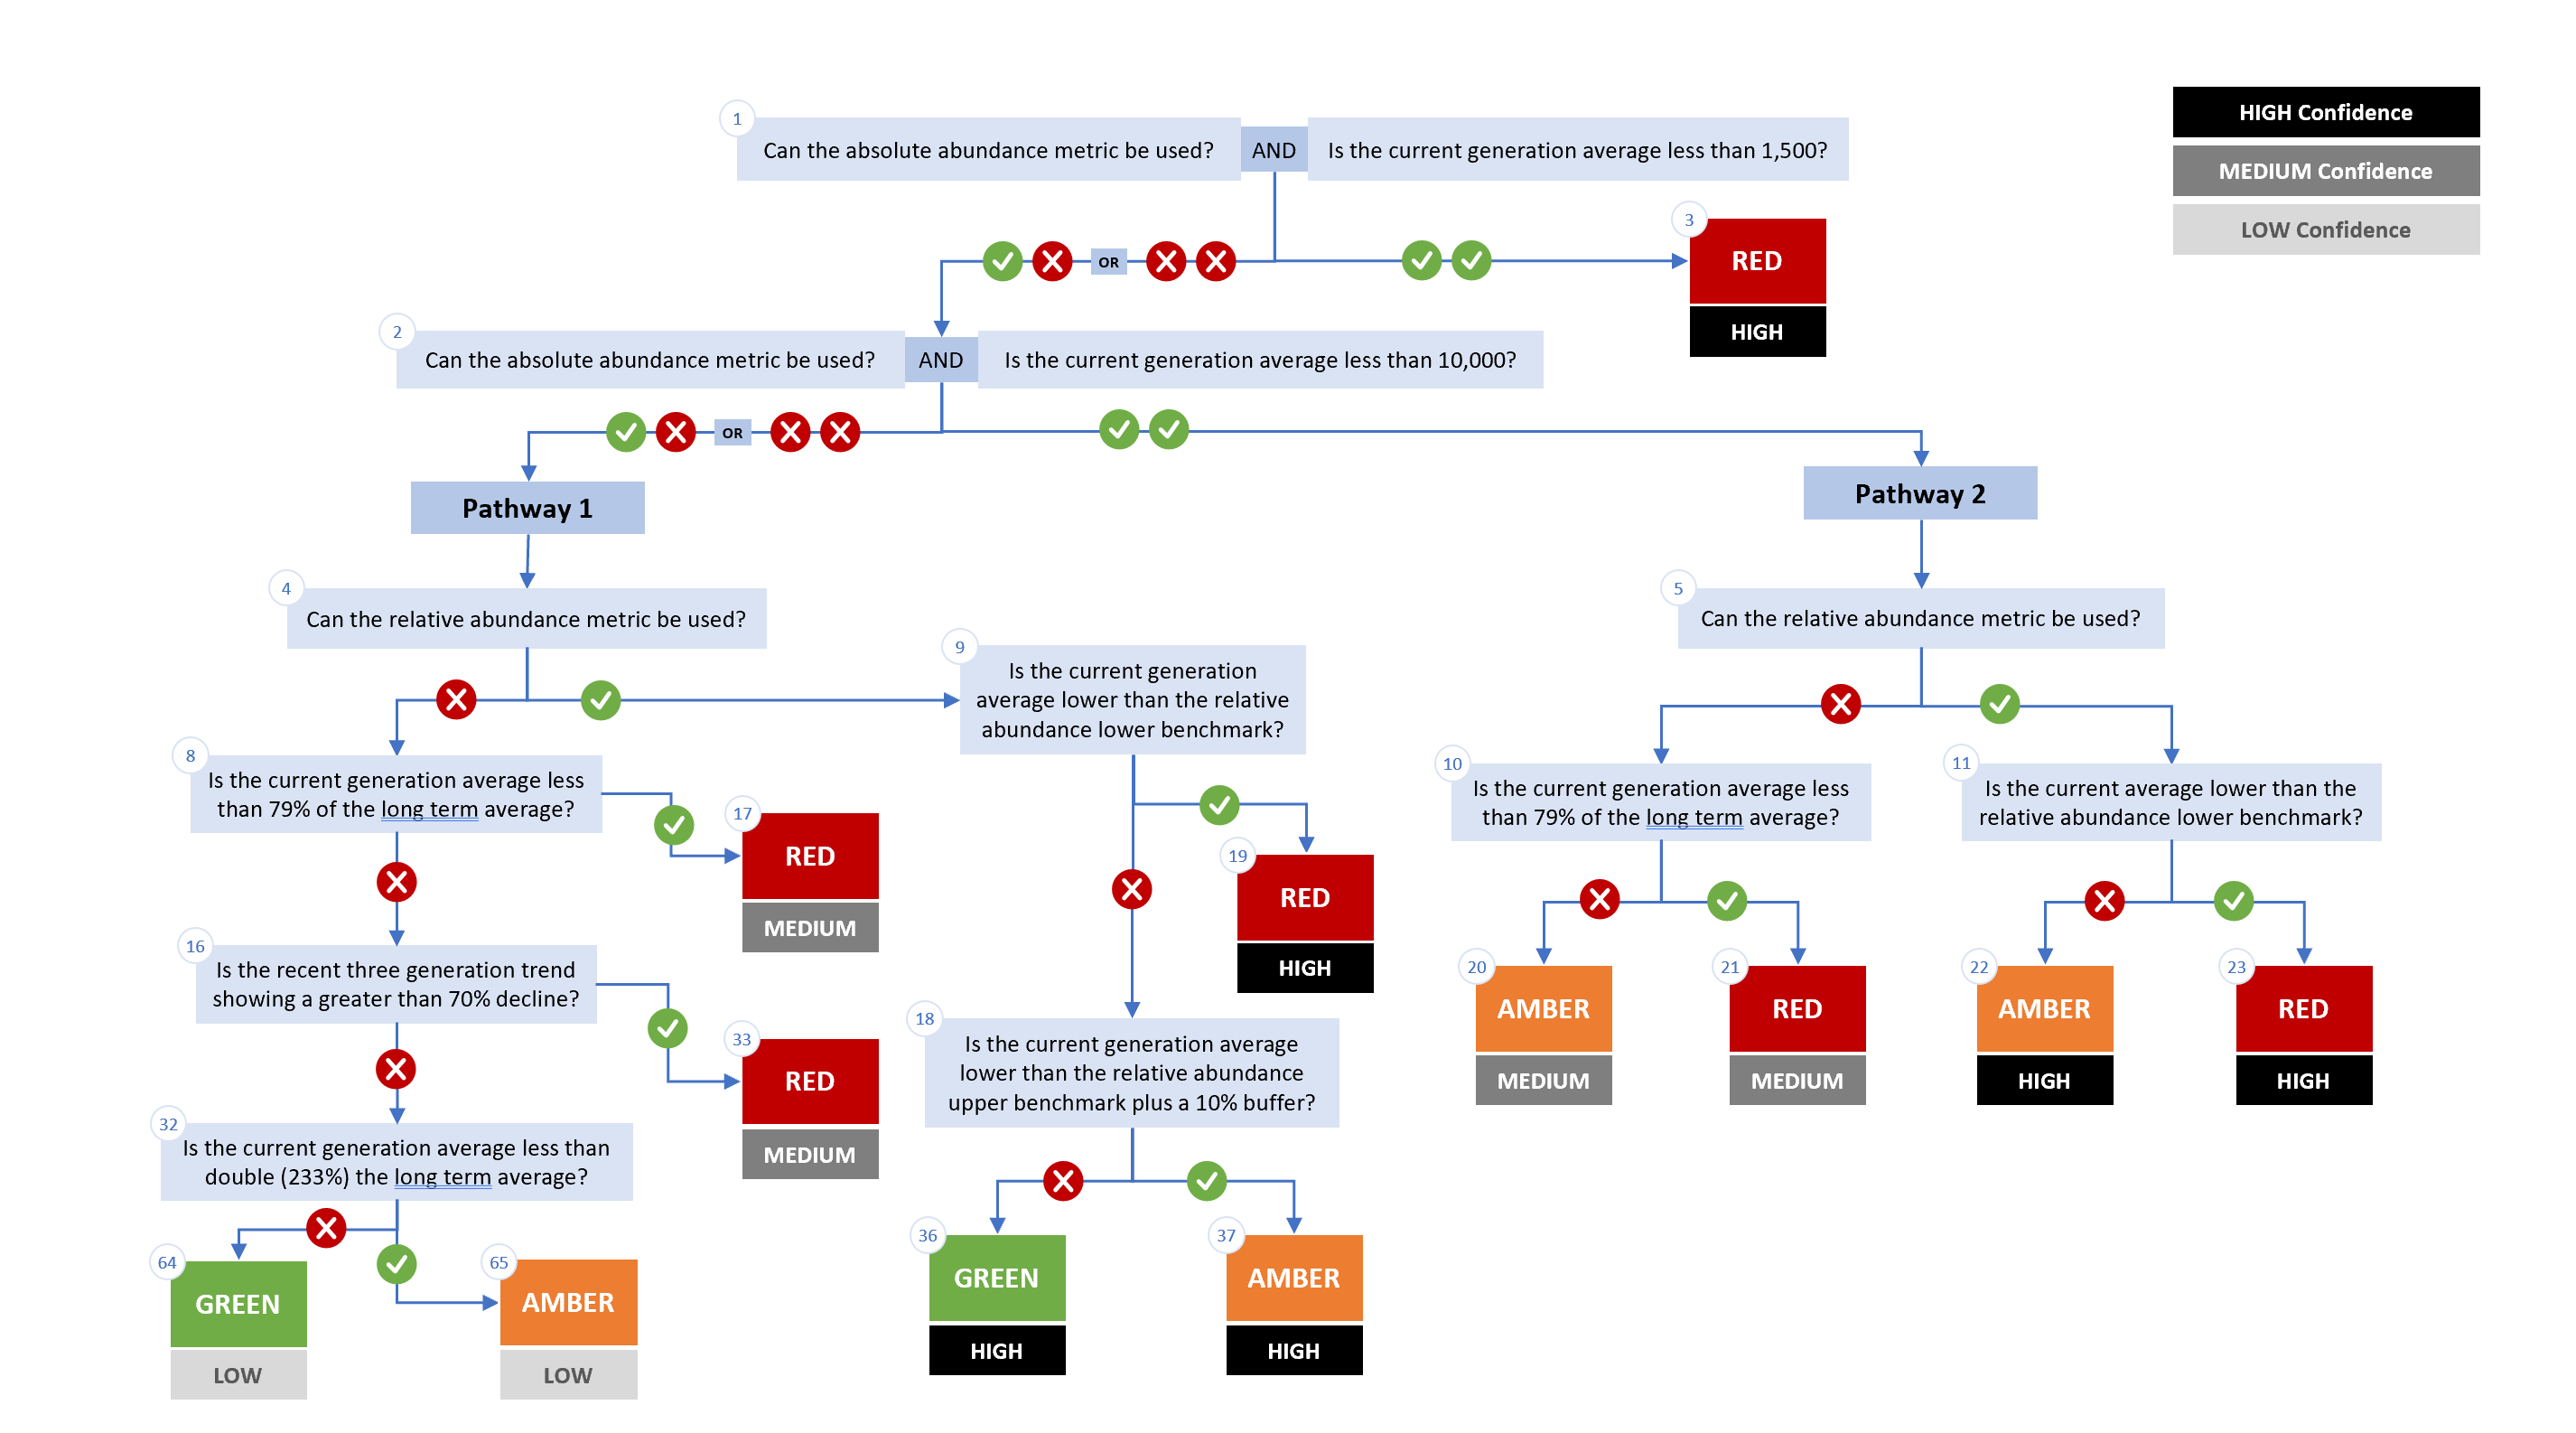 HIGH Confidence
MEDIUM Confidence
LOW Confidence
1
Can the absolute abundance metric be used?
AND
Is the current generation average less than 1,500?
OR
3
RED
HIGH
2
Can the absolute abundance metric be used?
AND
Is the current generation average less than 10,000?
OR
Pathway 1
Pathway 2
4
Can the relative abundance metric be used?
5
Can the relative abundance metric be used?
9
Is the current generation
average lower than the relative
abundance lower benchmark?
8
Is the current generation average less
than 79% of the long term average?
10
Is the current generation average less
than 79% of the long term average?
11
Is the current average lower than the
relative abundance lower benchmark?
17
RED
MEDIUM
19
RED
HIGH
16
Is the recent three generation trend
showing a greater than 70% decline?
20
AMBER
MEDIUM
21
RED
MEDIUM
22
AMBER
HIGH
23
RED
HIGH
33
RED
MEDIUM
18
Is the current generation average
lower than the relative abundance
upper benchmark plus a 10% buffer?
32
Is the current generation average less than
double (233%) the long term average?
64
GREEN
LOW
65
AMBER
LOW
36
GREEN
HIGH
37
AMBER
HIGH